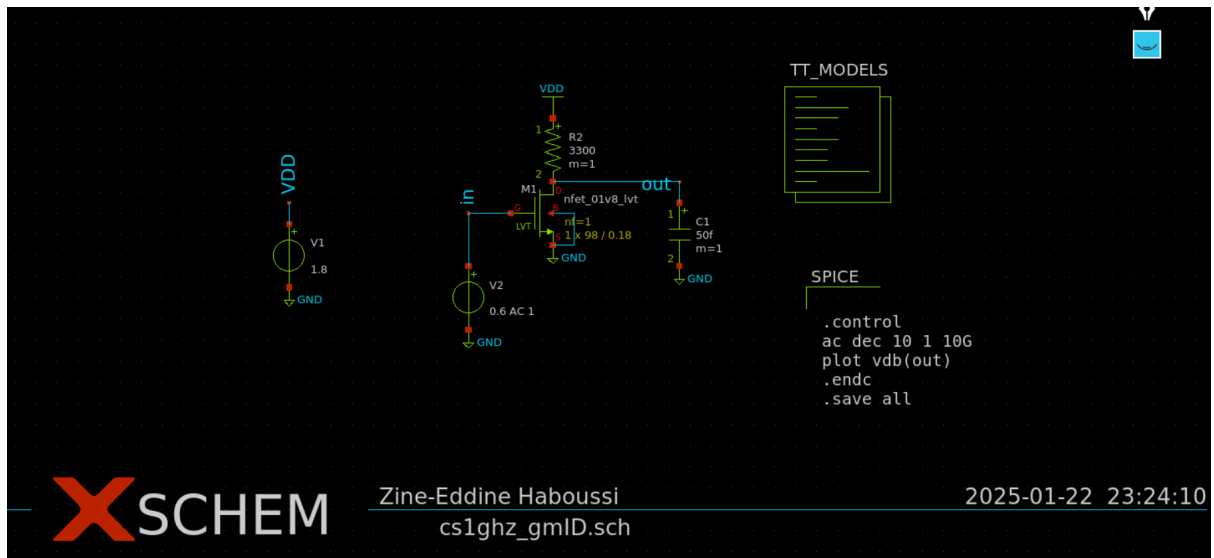 TT_MODELS
VDD
1
+
R2
3300
m=1
2
VDD
+
V1
1.8
GND
in
M1
D
nfet_01v8_lvt
G
B
LVT
nf=1
1 x 98 / 0.18
S
GND
out
1
+
C1
50f
m=1
2
GND
+
V2
0.6 AC 1
GND
SPICE
.control
ac dec 10 1 10G
plot vdb(out)
.endc
.save all
XSCHEM
Zine-Eddine Haboussi
2025-01-22 23:24:10
cs1ghz_gmID.sch